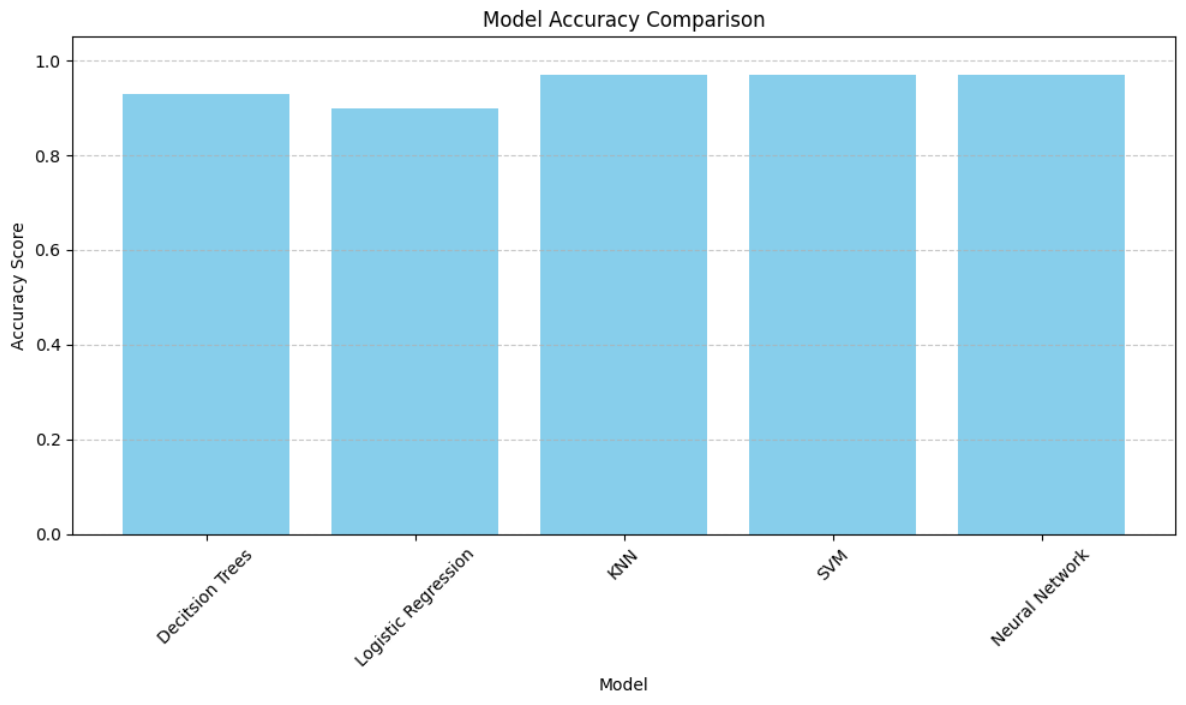 Model Accuracy Comparison
1.0
0.8
0.6
0.4
0.2
0.0
Accuracy Score
Decitsion Trees
Logistic Regression
KNN
SVM
Neural Network
Model